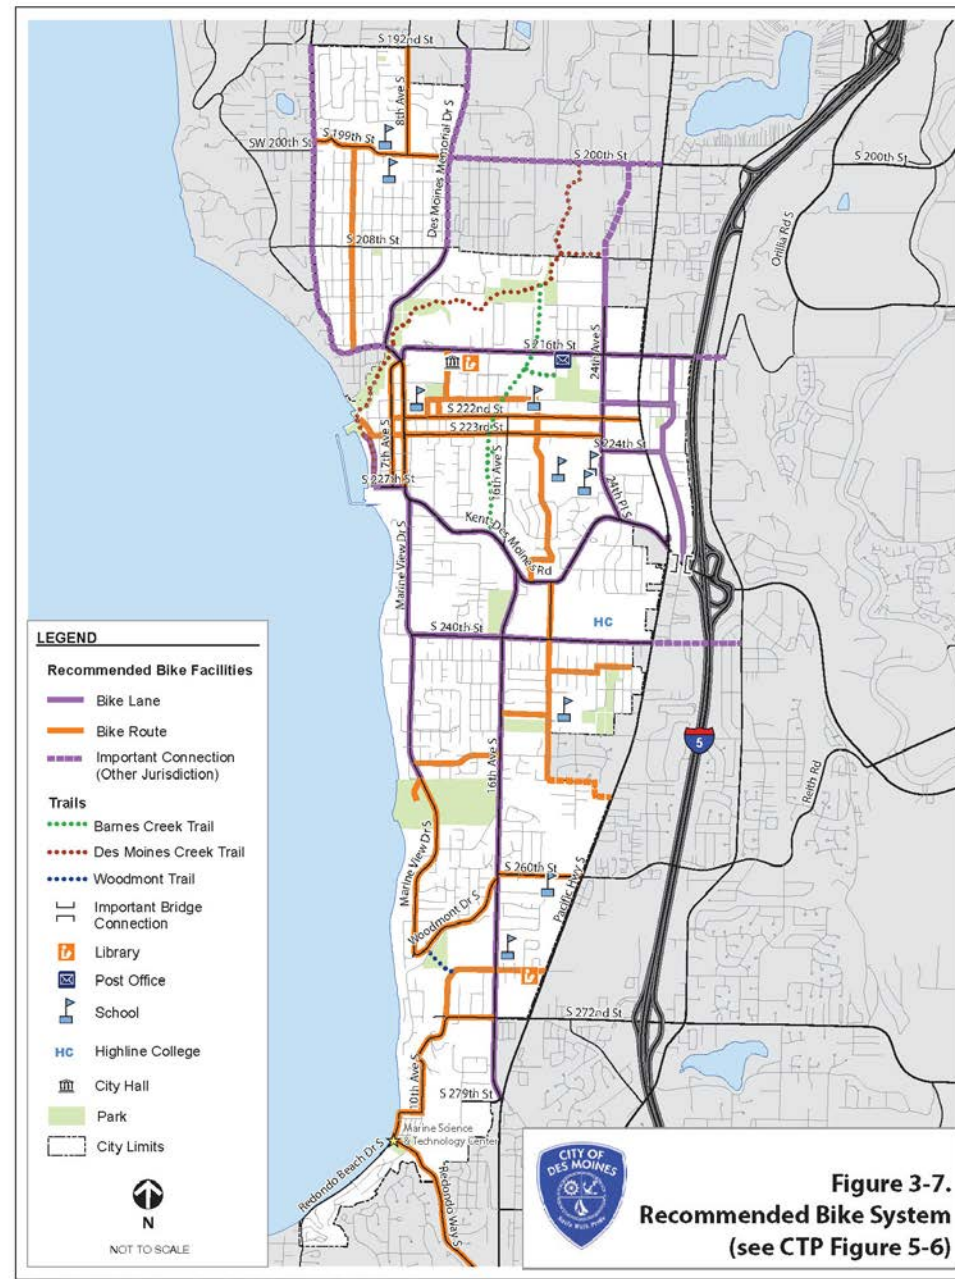 S 192nd St
8th Ave S
Des Moines Memorial Dr S
S 199th St
SW 200th St
S 200th St
S 200th St
Orillia Rd S
S 208th St
24th Ave S
S 216th St
S 222nd St
S 223rd St
7th Ave S
16th Ave S
S 224th St
S 227th St
24th Pl S
Kent-Des Moines Rd
Marine View Dr S
HC
S 240th St
5
16th Ave S
Reith Rd
Marine View Dr S
S 260th St
Pacific Hwy S
Woodmont Dr S
S 272nd St
10th Ave S
S 279th St
Marine Science
& Technology Center
Redondo Beach Dr S
Redondo Way S
LEGEND
Recommended Bike Facilities
Bike Lane
Bike Route
Important Connection
(Other Jurisdiction)
Trails
Barnes Creek Trail
Des Moines Creek Trail
Woodmont Trail
Important Bridge
Connection
Library
Post Office
School
HC Highline College
City Hall
Park
City Limits
N
NOT TO SCALE
CITY OF
DES MOINES
Figure 3-7.
Recommended Bike System
(see CTP Figure 5-6)